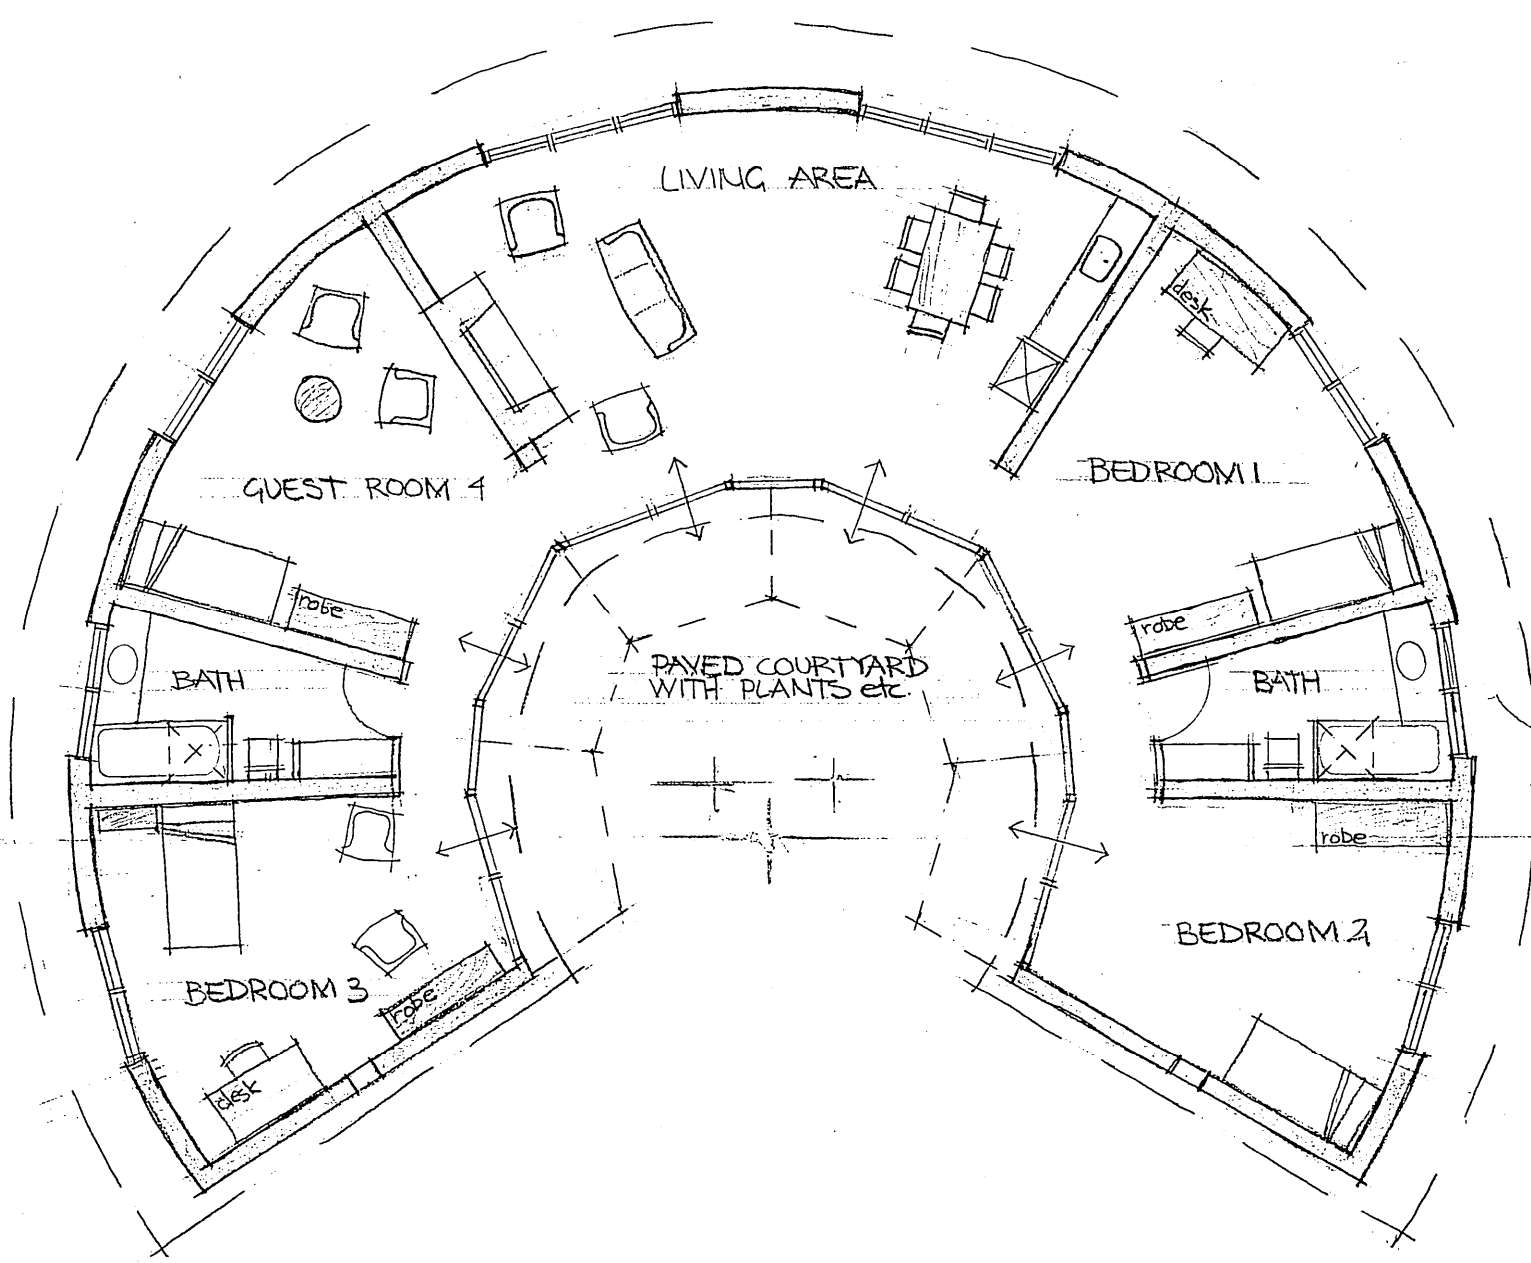 LIVING AREA
desk
GUEST ROOM 4
BEDROOM 1
robe
robe
BATH
PAVED COURTYARD
WITH PLANTS etc
BATH
robe
BEDROOM 2
BEDROOM 3
robe
desk